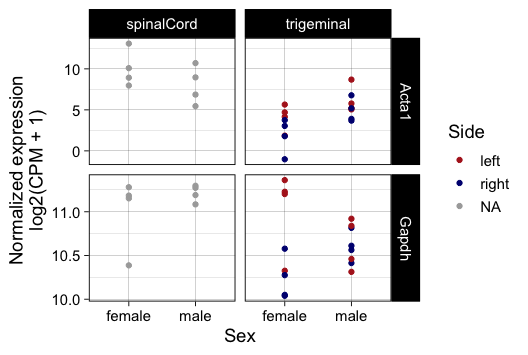 spinalCord
trigeminal
10
5
0
Acta1
11.0
10.5
10.0
Gapdh
Normalized expression
log2(CPM + 1)
female
male
female
male
Sex
Side
left
right
NA